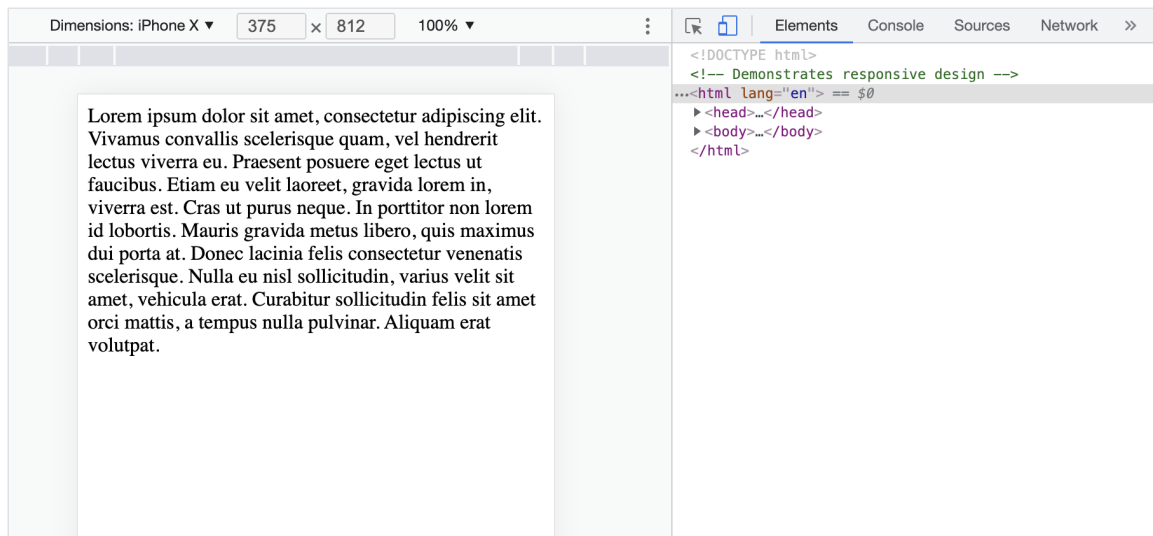 Dimensions: iPhone X ▼ 375 × 812 100% ▼
Elements Console Sources Network »
Lorem ipsum dolor sit amet, consectetur adipiscing elit.
Vivamus convallis scelerisque quam, vel hendrerit
lectus viverra eu. Praesent posuere eget lectus ut
faucibus. Etiam eu velit laoreet, gravida lorem in,
viverra est. Cras ut purus neque. In porttitor non lorem
id lobortis. Mauris gravida metus libero, quis maximus
dui porta at. Donec lacinia felis consectetur venenatis
scelerisque. Nulla eu nisl sollicitudin, varius velit sit
amet, vehicula erat. Curabitur sollicitudin felis sit amet
orci mattis, a tempus nulla pulvinar. Aliquam erat
volutpat.
<!DOCTYPE html>
<!-- Demonstrates responsive design -->
…<html lang="en"> == $0
▶<head>…</head>
▶<body>…</body>
</html>